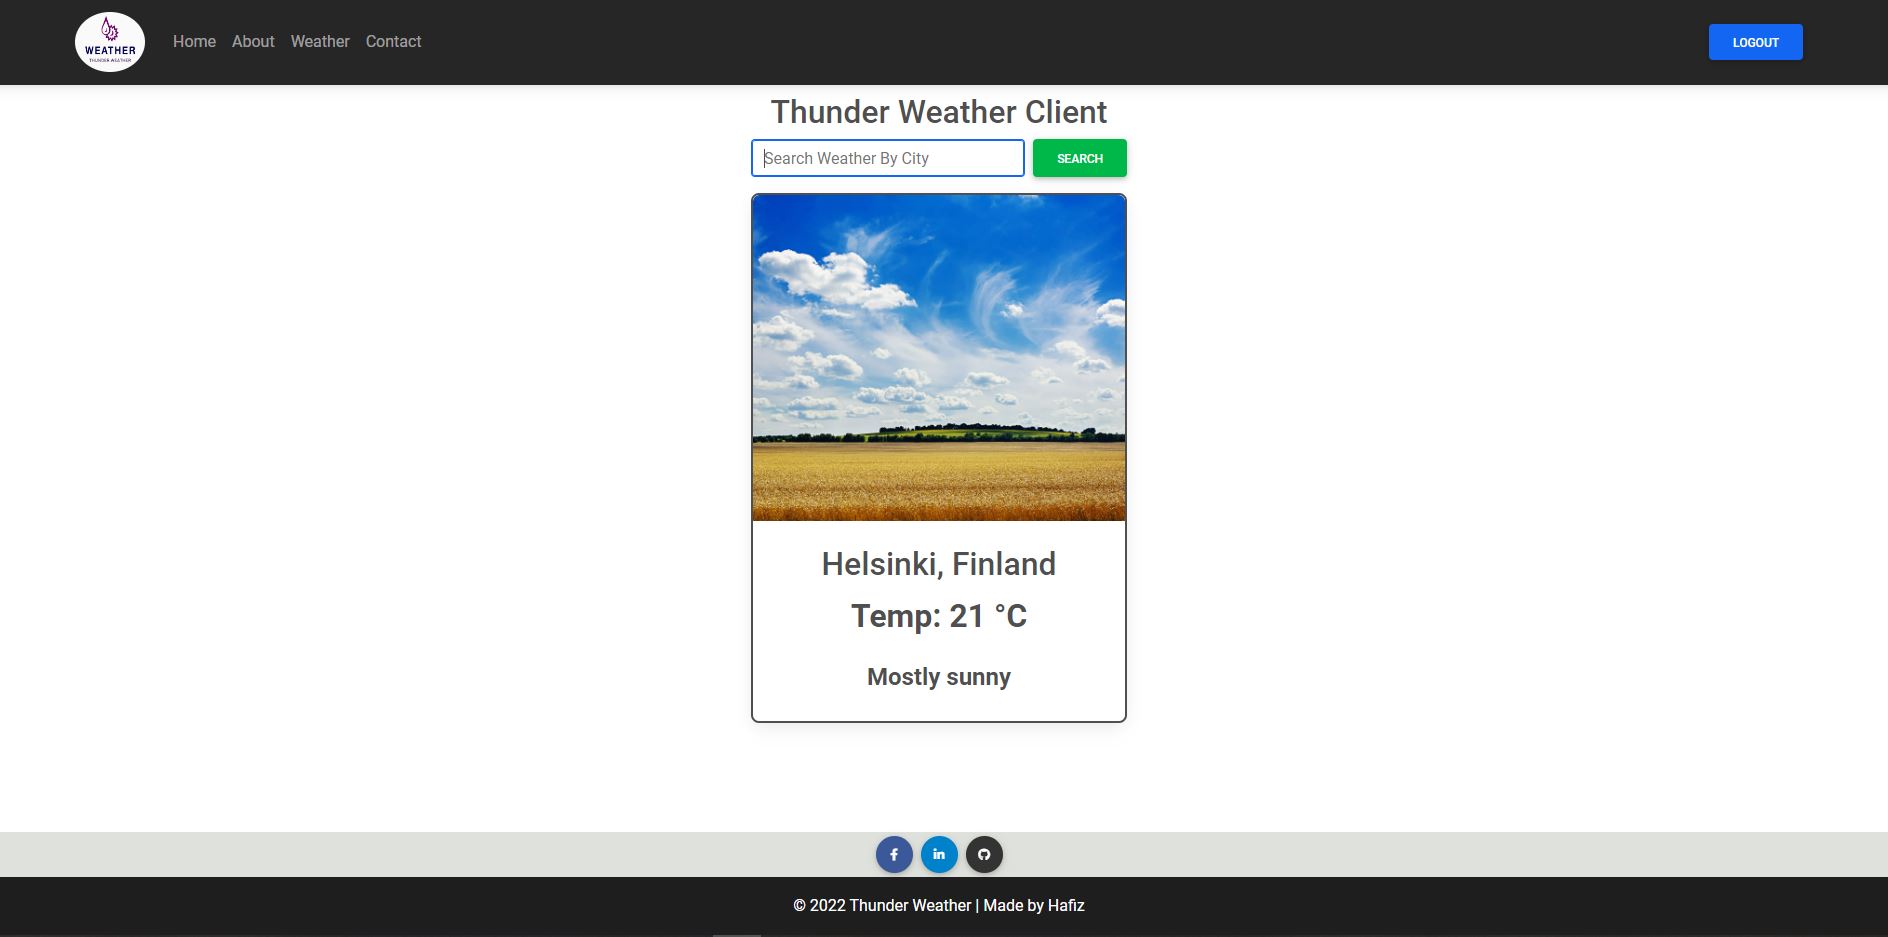 WEATHER
THUNDER WEATHER
Home About Weather Contact
LOGOUT
Thunder Weather Client
Search Weather By City
SEARCH
Helsinki, Finland
Temp: 21 °C
Mostly sunny
f in
© 2022 Thunder Weather | Made by Hafiz